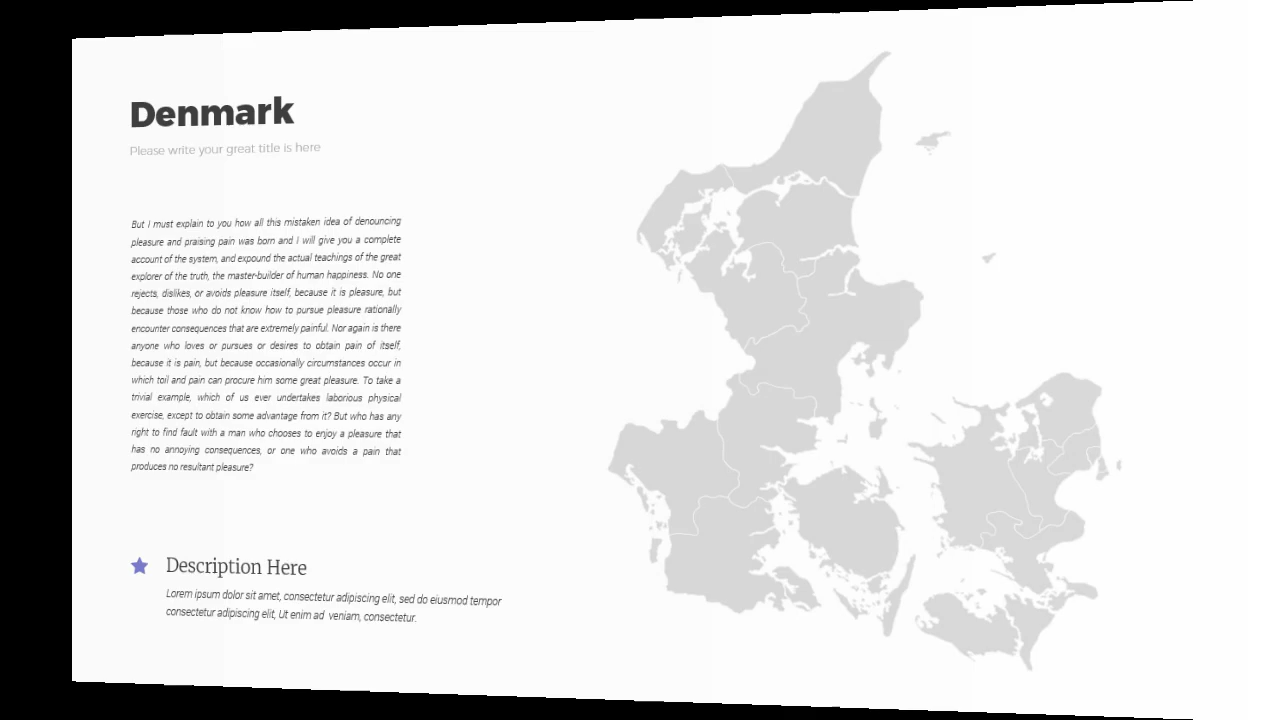 Denmark
Please write your great title is here
But I must explain to you how all this mistaken idea of denouncing
pleasure and praising pain was born and I will give you a complete
account of the system, and expound the actual teachings of the great
explorer of the truth, the master-builder of human happiness. No one
rejects, dislikes, or avoids pleasure itself, because it is pleasure, but
because those who do not know how to pursue pleasure rationally
encounter consequences that are extremely painful. Nor again is there
anyone who loves or pursues or desires to obtain pain of itself,
because it is pain, but because occasionally circumstances occur in
which toil and pain can procure him some great pleasure. To take a
trivial example, which of us ever undertakes laborious physical
exercise, except to obtain some advantage from it? But who has any
right to find fault with a man who chooses to enjoy a pleasure that
has no annoying consequences, or one who avoids a pain that
produces no resultant pleasure?
Description Here
Lorem ipsum dolor sit amet, consectetur adipiscing elit, sed do eiusmod tempor
consectetur adipiscing elit, Ut enim ad veniam, consectetur.